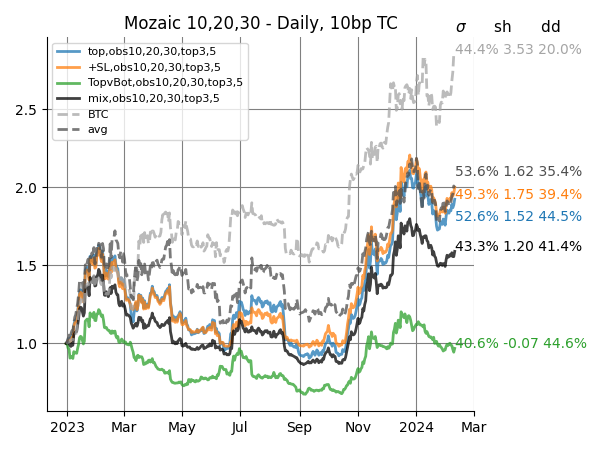 Mozaic 10,20,30 - Daily, 10bp TC
σ sh dd
44.4% 3.53 20.0%
top,obs10,20,30,top3,5
+SL,obs10,20,30,top3,5
TopvBot,obs10,20,30,top3,5
mix,obs10,20,30,top3,5
BTC
avg
2.5
53.6% 1.62 35.4%
2.0
49.3% 1.75 39.4%
52.6% 1.52 44.5%
43.3% 1.20 41.4%
1.5
1.0
40.6% -0.07 44.6%
2023 Mar May Jul Sep Nov 2024 Mar